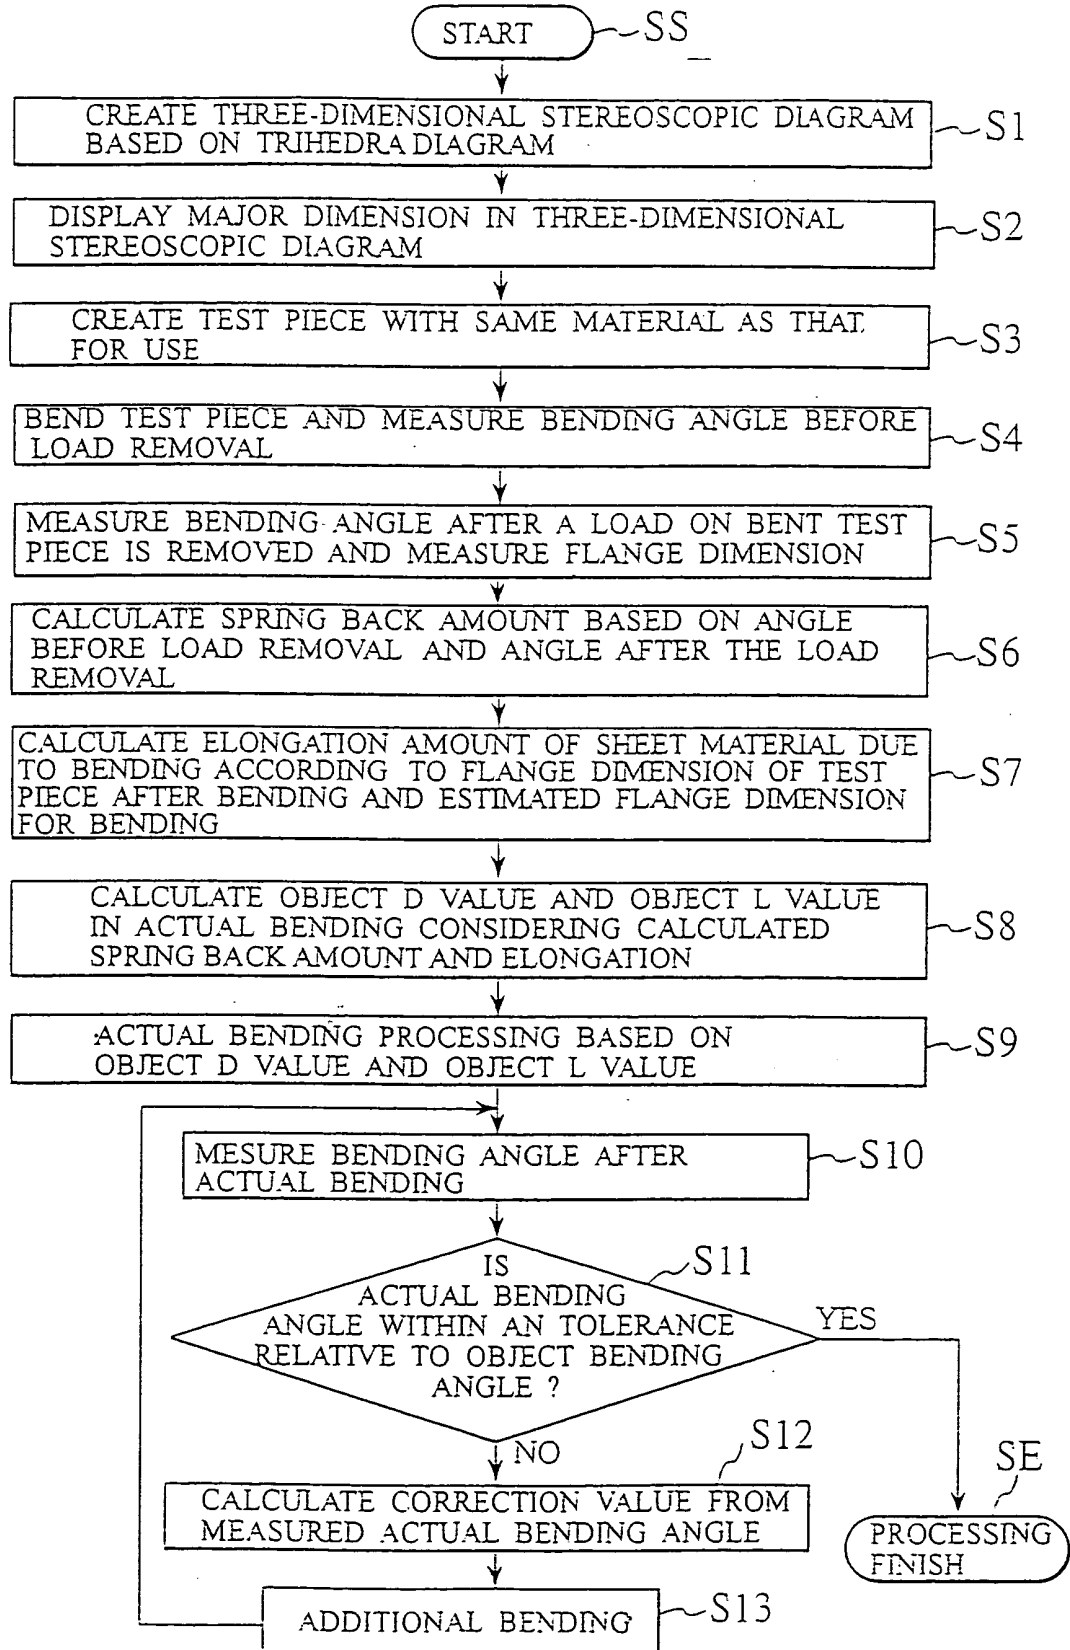 START
SS
CREATE THREE-DIMENSIONAL STEREOSCOPIC DIAGRAM
BASED ON TRIHEDRA DIAGRAM
S1
DISPLAY MAJOR DIMENSION IN THREE-DIMENSIONAL
STEREOSCOPIC DIAGRAM
S2
CREATE TEST PIECE WITH SAME MATERIAL AS THAT
FOR USE
S3
BEND TEST PIECE AND MEASURE BENDING ANGLE BEFORE
LOAD REMOVAL
S4
MEASURE BENDING ANGLE AFTER A LOAD ON BENT TEST
PIECE IS REMOVED AND MEASURE FLANGE DIMENSION
S5
CALCULATE SPRING BACK AMOUNT BASED ON ANGLE
BEFORE LOAD REMOVAL AND ANGLE AFTER THE LOAD
REMOVAL
S6
CALCULATE ELONGATION AMOUNT OF SHEET MATERIAL DUE
TO BENDING ACCORDING TO FLANGE DIMENSION OF TEST
PIECE AFTER BENDING AND ESTIMATED FLANGE DIMENSION
FOR BENDING
S7
CALCULATE OBJECT D VALUE AND OBJECT L VALUE
IN ACTUAL BENDING CONSIDERING CALCULATED
SPRING BACK AMOUNT AND ELONGATION
S8
ACTUAL BENDING PROCESSING BASED ON
OBJECT D VALUE AND OBJECT L VALUE
S9
MESURE BENDING ANGLE AFTER
ACTUAL BENDING
S10
IS
ACTUAL BENDING
ANGLE WITHIN AN TOLERANCE
RELATIVE TO OBJECT BENDING
ANGLE ?
S11
YES
NO
S12
CALCULATE CORRECTION VALUE FROM
MEASURED ACTUAL BENDING ANGLE
SE
PROCESSING
FINISH
ADDITIONAL BENDING
S13